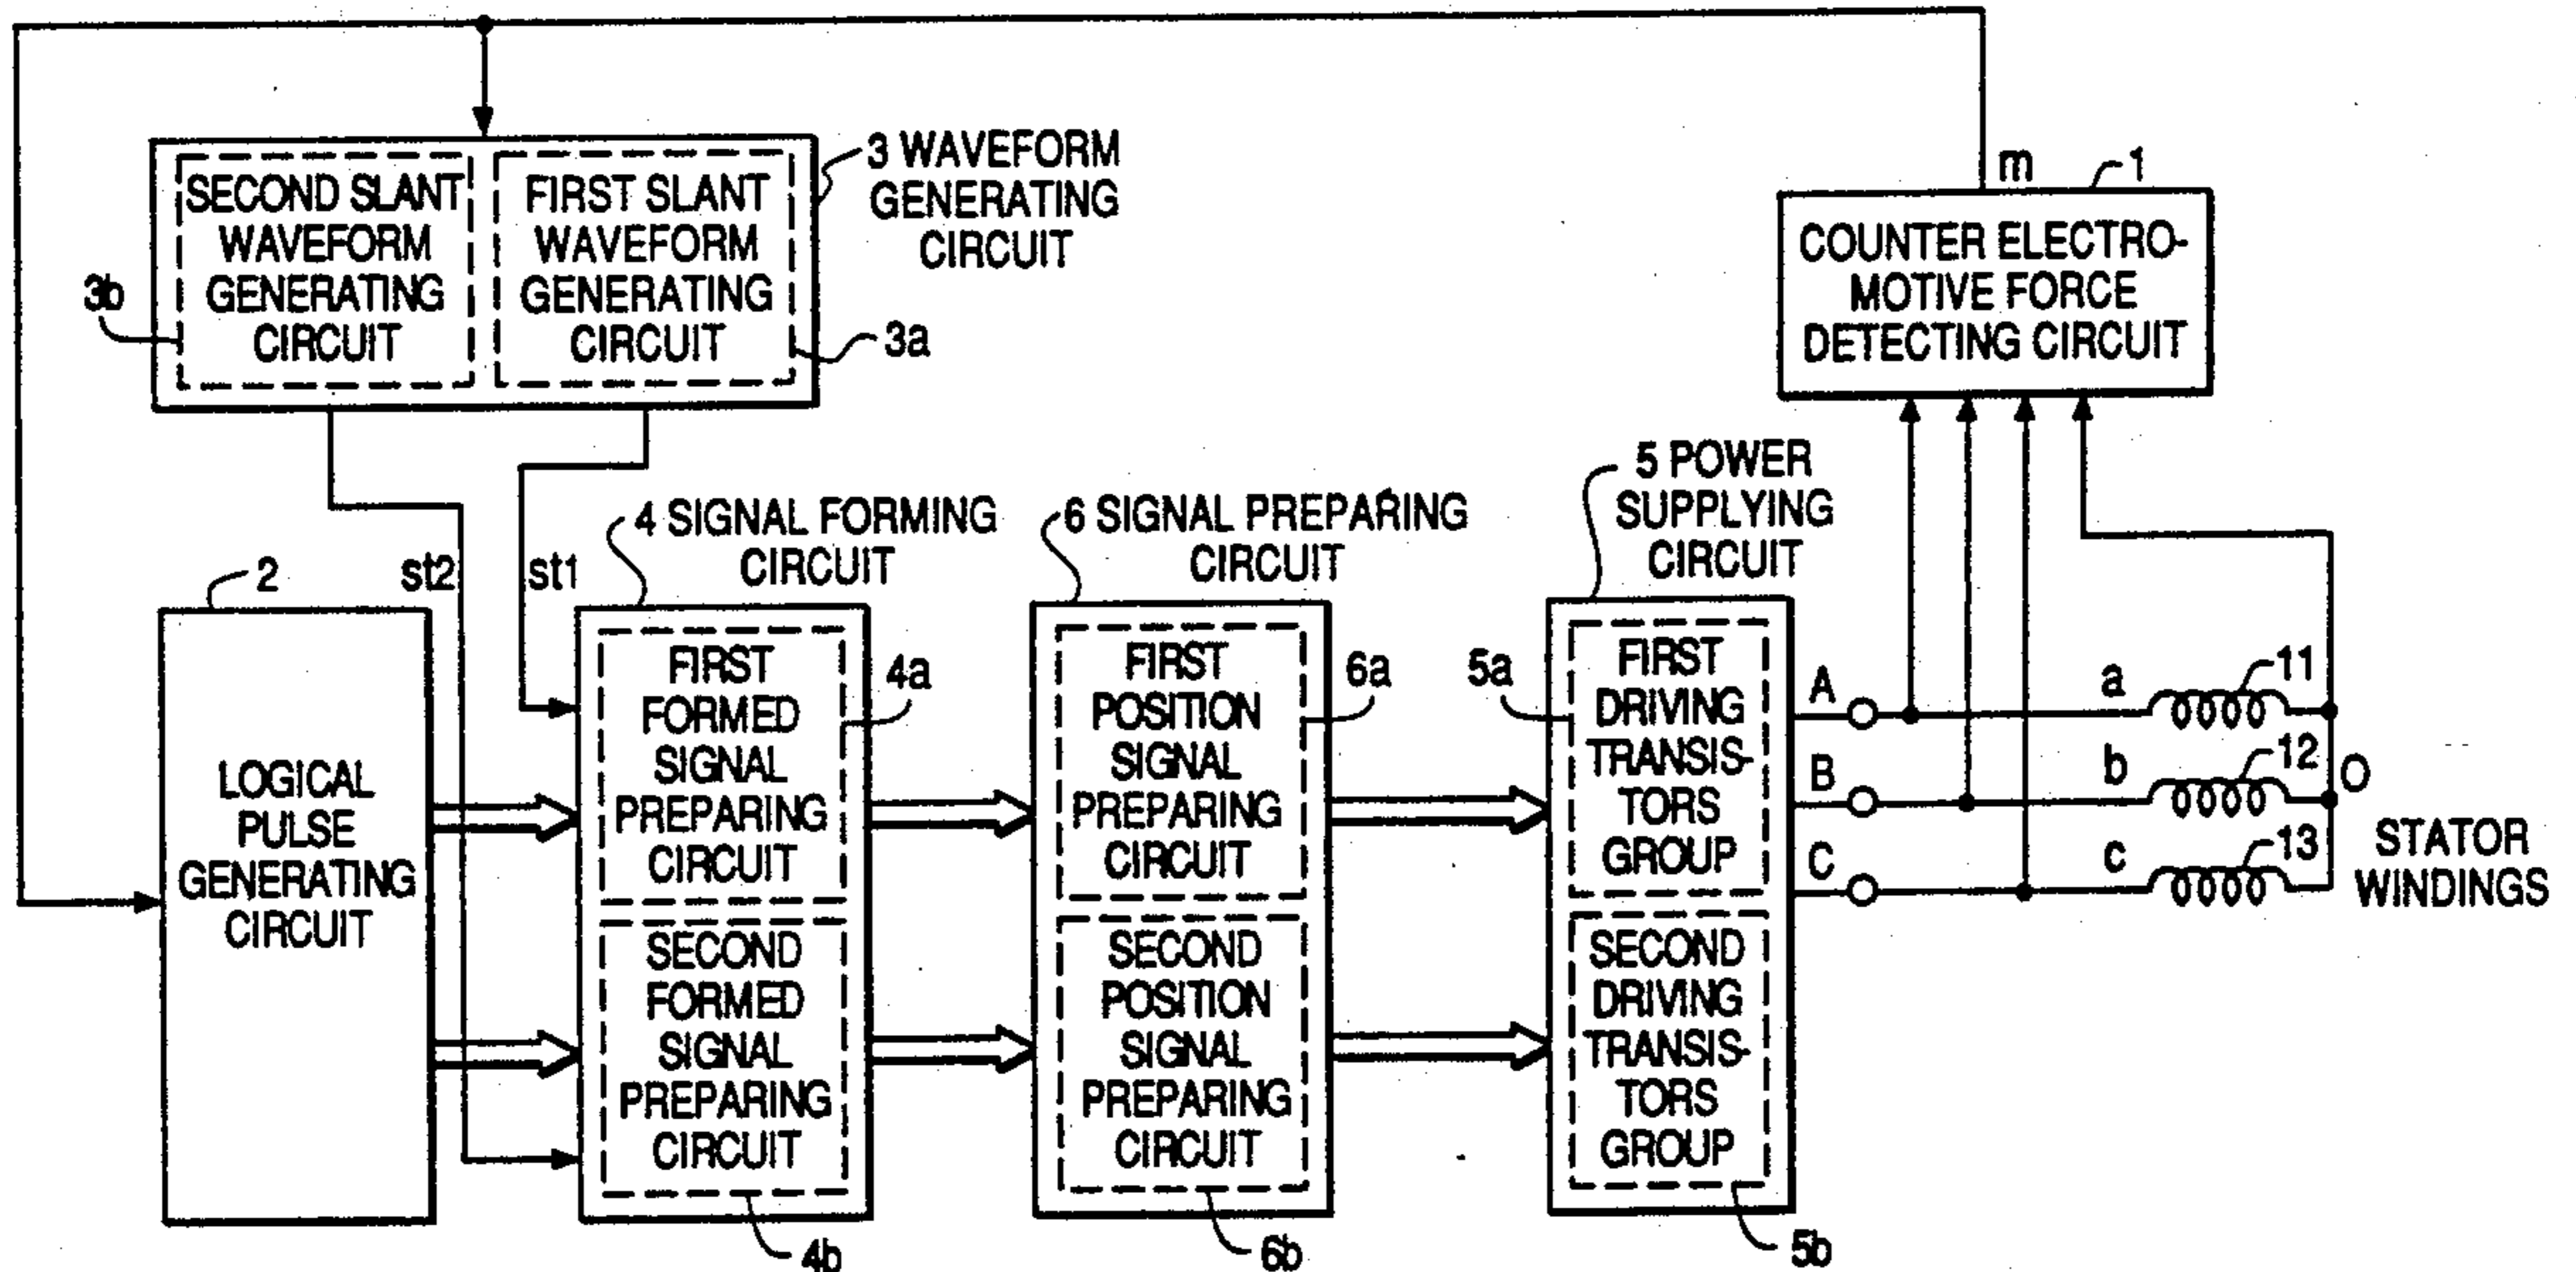 3 WAVEFORM
GENERATING
CIRCUIT
SECOND SLANT
WAVEFORM
GENERATING
CIRCUIT
3b
FIRST SLANT
WAVEFORM
GENERATING
CIRCUIT
3a
m
1
COUNTER ELECTRO-
MOTIVE FORCE
DETECTING CIRCUIT
st2
st1
2
LOGICAL
PULSE
GENERATING
CIRCUIT
4 SIGNAL FORMING
CIRCUIT
FIRST
FORMED
SIGNAL
PREPARING
CIRCUIT
4a
SECOND
FORMED
SIGNAL
PREPARING
CIRCUIT
4b
6 SIGNAL PREPARING
CIRCUIT
FIRST
POSITION
SIGNAL
PREPARING
CIRCUIT
6a
SECOND
POSITION
SIGNAL
PREPARING
CIRCUIT
6b
5 POWER
SUPPLYING
CIRCUIT
5a
FIRST
DRIVING
TRANSIS-
TORS
GROUP
SECOND
DRIVING
TRANSIS-
TORS
GROUP
5b
A
a
11
B
b
12
O
C
c
13
STATOR
WINDINGS